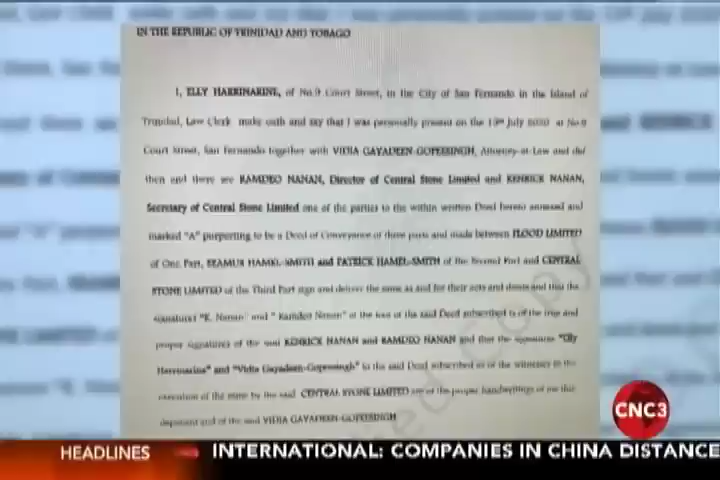 IN THE REPUBLIC OF TRINIDAD AND TOBAGO
I, ELLY HARRINARINE, of No.9 Court Street, in the City of San Fernando in the Island of
Trinidad, Law Clerk make oath and say that I was personally present on the July 2020 at No.9
Court Street, San Fernando together with VIDIA GAYADEEN-GOPEESINGH, Attorney-at-Law and did
then and there see RAMDEO NANAN, Director of Central Stone Limited and KENRICK NANAN,
Secretary of Central Stone Limited one of the parties to the within written Deed hereto annexed and
marked "A" purporting to be a Deed of Conveyance of three parts and made between FLOOD LIMITED
of One Part, SEAMUS HAMEL-SMITH and PATRICK HAMEL-SMITH of the Second Part and CENTRAL
STONE LIMITED of the Third Part sign and deliver the same as and for their acts and deeds and that the
signatures "K. Nanan" and "Ramdeo Nanan" at the foot of the said Deed subscribed is of the true and
proper signatures of the said KENRICK NANAN and RAMDEO NANAN and that the signatures "Elly
Harrinarine" and "Vidia Gayadeen-Gopeesingh" to the said Deed subscribed as of the witnesses to the
execution of the same by the said CENTRAL STONE LIMITED are of the proper handwritings of me this
deponent and of the said VIDIA GAYADEEN-GOPEESINGH
Copy
CNC3
HEADLINES
INTERNATIONAL: COMPANIES IN CHINA DISTANCE